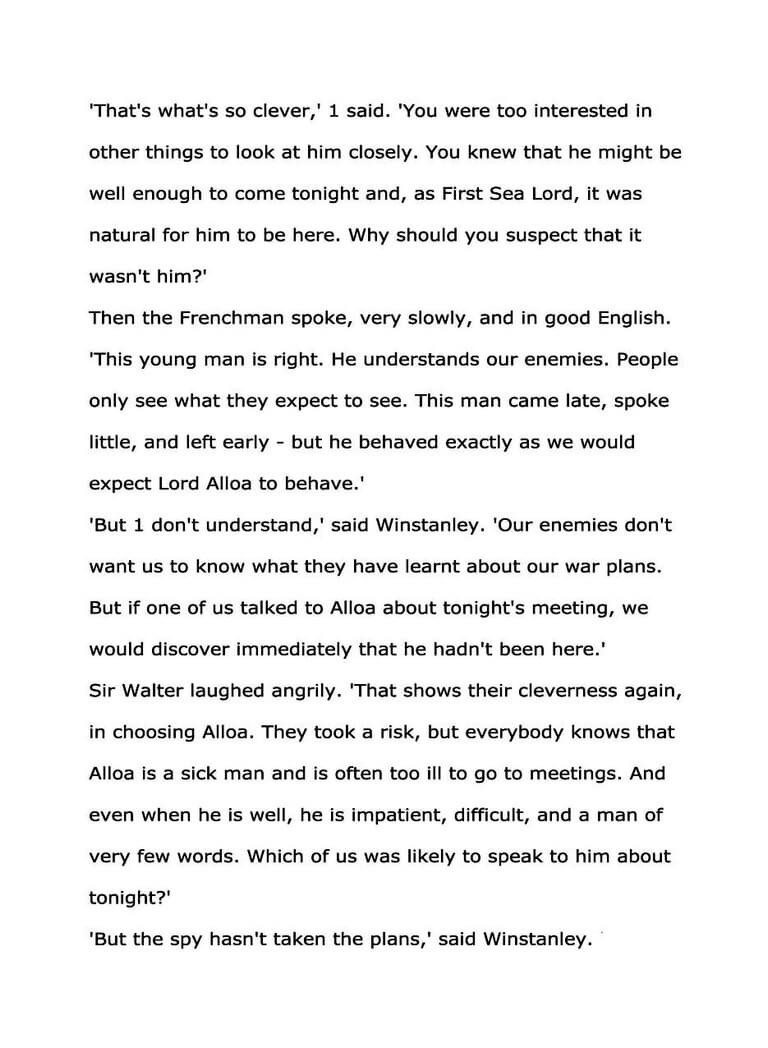 'That's what's so clever,' 1 said. 'You were too interested in
other things to look at him closely. You knew that he might be
well enough to come tonight and, as First Sea Lord, it was
natural for him to be here. Why should you suspect that it
wasn't him?'
Then the Frenchman spoke, very slowly, and in good English.
'This young man is right. He understands our enemies. People
only see what they expect to see. This man came late, spoke
little, and left early - but he behaved exactly as we would
expect Lord Alloa to behave.'
'But 1 don't understand,' said Winstanley. 'Our enemies don't
want us to know what they have learnt about our war plans.
But if one of us talked to Alloa about tonight's meeting, we
would discover immediately that he hadn't been here.'
Sir Walter laughed angrily. 'That shows their cleverness again,
in choosing Alloa. They took a risk, but everybody knows that
Alloa is a sick man and is often too ill to go to meetings. And
even when he is well, he is impatient, difficult, and a man of
very few words. Which of us was likely to speak to him about
tonight?'
'But the spy hasn't taken the plans,' said Winstanley.